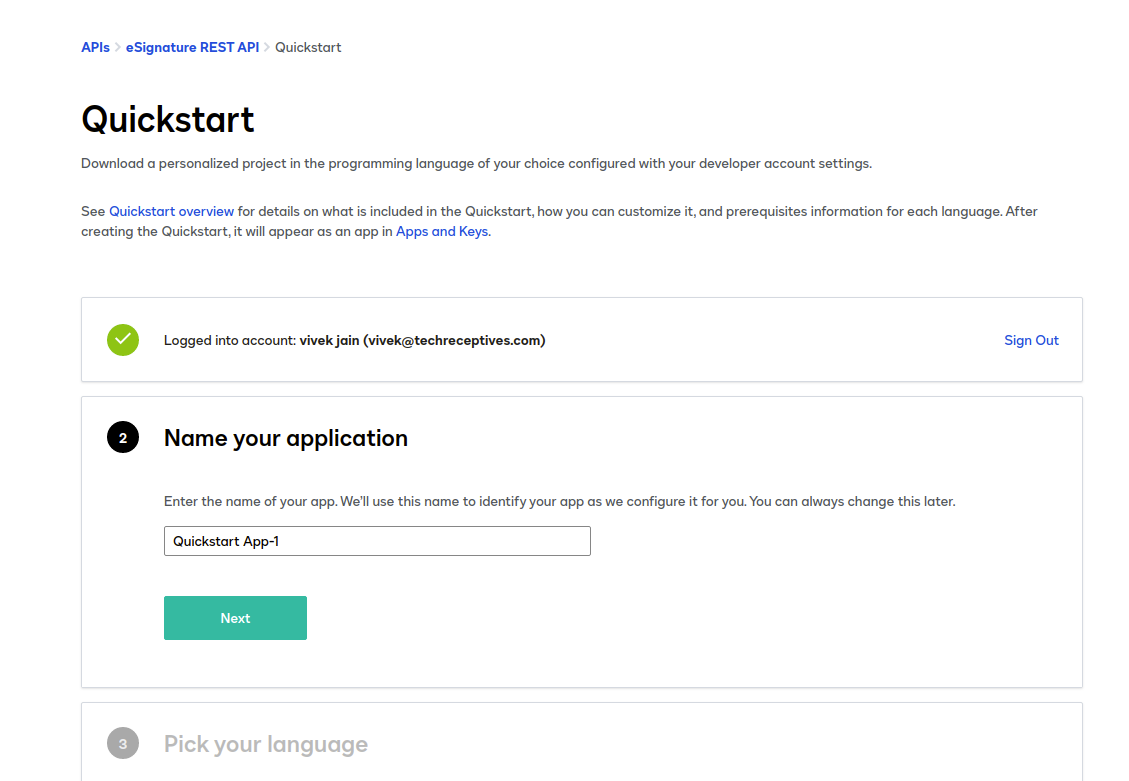 APIs > eSignature REST API > Quickstart
Quickstart
Download a personalized project in the programming language of your choice configured with your developer account settings.
See Quickstart overview for details on what is included in the Quickstart, how you can customize it, and prerequisites information for each language. After
creating the Quickstart, it will appear as an app in Apps and Keys.
Logged into account: vivek jain (vivek@techreceptives.com)
Sign Out
2 Name your application
Enter the name of your app. We'll use this name to identify your app as we configure it for you. You can always change this later.
Quickstart App-1
Next
3 Pick your language